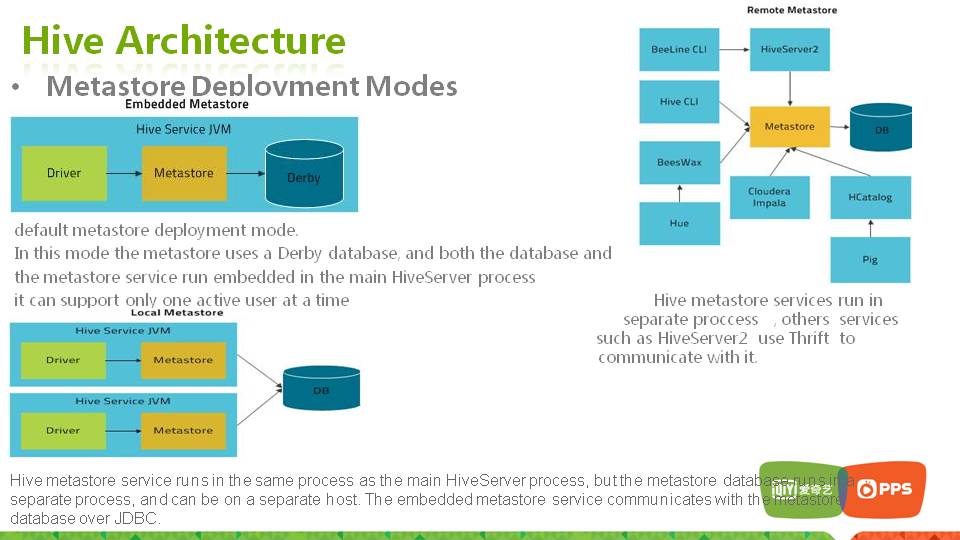 Hive Architecture
• Metastore Deployment Modes
Embedded Metastore
Hive Service JVM
Driver
Metastore
Derby
default metastore deployment mode.
In this mode the metastore uses a Derby database, and both the database and
the metastore service run embedded in the main HiveServer process
it can support only one active user at a time
Local Metastore
Hive Service JVM
Driver
Metastore
DB
Hive Service JVM
Driver
Metastore
Hive metastore service runs in the same process as the main HiveServer process, but the metastore database runs in a
separate process, and can be on a separate host. The embedded metastore service communicates with the metastore
database over JDBC.
Remote Metastore
BeeLine CLI
HiveServer2
Hive CLI
Metastore
DB
BeesWax
Cloudera
Impala
HCatalog
Hue
Pig
Hive metastore services run in
separate proccess , others services
such as HiveServer2 use Thrift to
communicate with it.
QIYI 爱奇艺
PPS